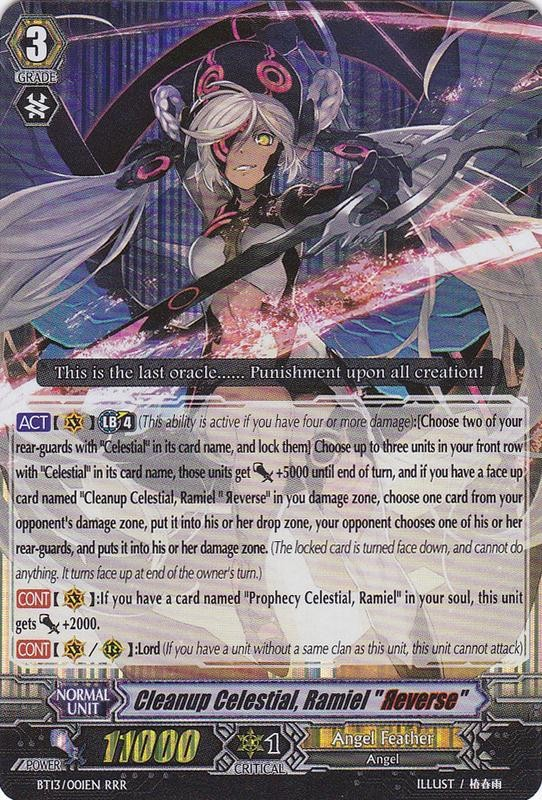 3
GRADE
This is the last oracle...... Punishment upon all creation!
ACT【 】LB 4 (This ability is active if you have four or more damage):[Choose two of your
rear-guards with "Celestial" in its card name, and lock them] Choose up to three units in your front row
with "Celestial" in its card name, those units get +5000 until end of turn, and if you have a face up
card named "Cleanup Celestial, Ramiel " Яeverse" in you damage zone, choose one card from your
opponent's damage zone, put it into his or her drop zone, your opponent chooses one of his or her
rear-guards, and puts it into his or her damage zone. (The locked card is turned face down, and cannot do
anything. It turns face up at end of the owner's turn.)
CONT【 】:If you have a card named "Prophecy Celestial, Ramiel" in your soul, this unit
gets +2000.
CONT【 / 】:Lord (If you have a unit without a same clan as this unit, this unit cannot attack)
NORMAL
UNIT
Cleanup Celestial, Ramiel "Яeverse"
POWER
11000
1
CRITICAL
Angel Feather
Angel
BT13/001EN RRR
ILLUST / 椿春雨